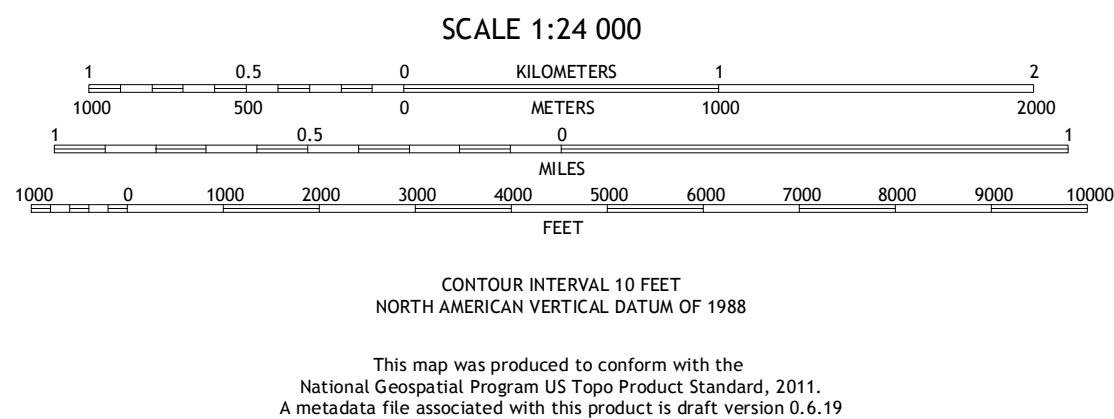 SCALE 1:24 000
1 0.5 0 KILOMETERS 1 2
1000 500 0 METERS 1000 2000
1 0.5 0 1
MILES
1000 0 1000 2000 3000 4000 5000 6000 7000 8000 9000 10000
FEET
CONTOUR INTERVAL 10 FEET
NORTH AMERICAN VERTICAL DATUM OF 1988
This map was produced to conform with the
National Geospatial Program US Topo Product Standard, 2011.
A metadata file associated with this product is draft version 0.6.19